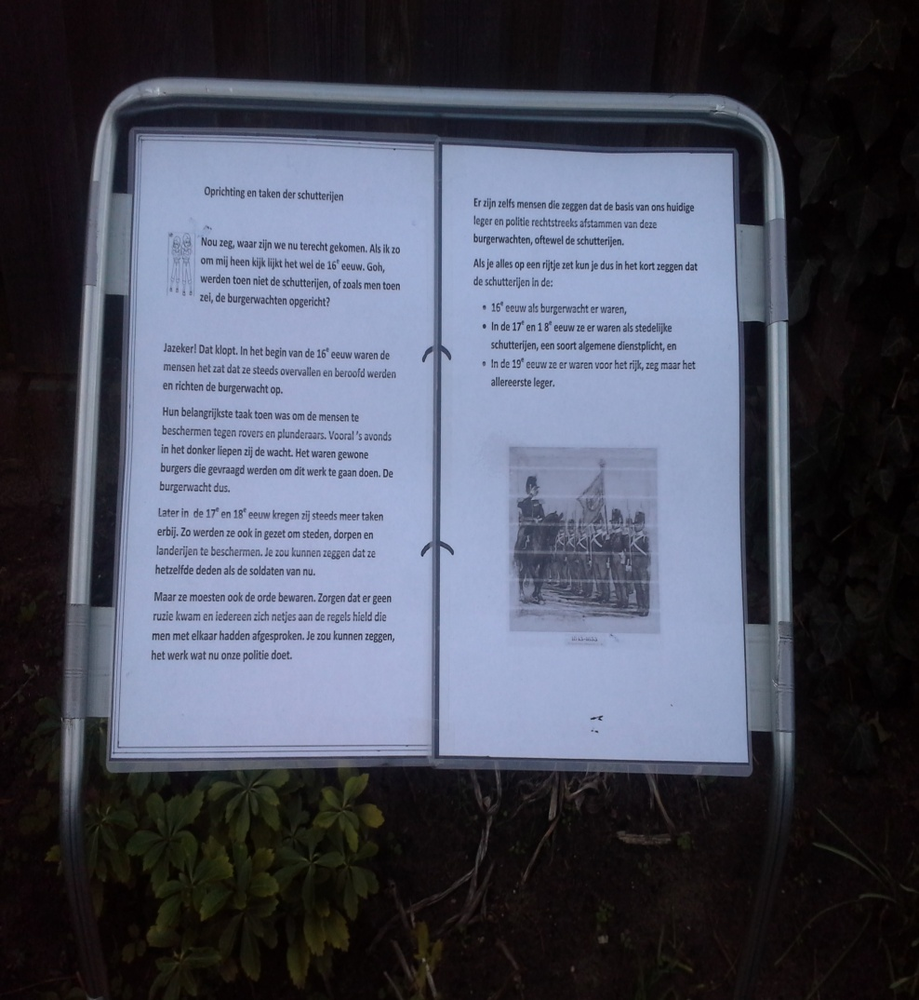 Oprichting en taken der schutterijen
Nou zeg, waar zijn we nu terecht gekomen. Als ik zo
om mij heen kijk lijkt het wel de 16e eeuw. Goh,
werden toen niet de schutterijen, of zoals men toen
zei, de burgerwachten opgericht?
Jazeker! Dat klopt. In het begin van de 16e eeuw waren de
mensen het zat dat ze steeds overvallen en beroofd werden
en richten de burgerwacht op.
Hun belangrijkste taak toen was om de mensen te
beschermen tegen rovers en plunderaars. Vooral 's avonds
in het donker liepen zij de wacht. Het waren gewone
burgers die gevraagd werden om dit werk te gaan doen. De
burgerwacht dus.
Later in de 17e en 18e eeuw kregen zij steeds meer taken
erbij. Zo werden ze ook in gezet om steden, dorpen en
landerijen te beschermen. Je zou kunnen zeggen dat ze
hetzelfde deden als de soldaten van nu.
Maar ze moesten ook de orde bewaren. Zorgen dat er geen
ruzie kwam en iedereen zich netjes aan de regels hield die
men met elkaar hadden afgesproken. Je zou kunnen zeggen,
het werk wat nu onze politie doet.
Er zijn zelfs mensen die zeggen dat de basis van ons huidige
leger en politie rechtstreeks afstammen van deze
burgerwachten, oftewel de schutterijen.
Als je alles op een rijtje zet kun je dus in het kort zeggen dat
de schutterijen in de:
• 16e eeuw als burgerwacht er waren,
• In de 17e en 1 8e eeuw ze er waren als stedelijke
schutterijen, een soort algemene dienstplicht, en
• In de 19e eeuw ze er waren voor het rijk, zeg maar het
allereerste leger.